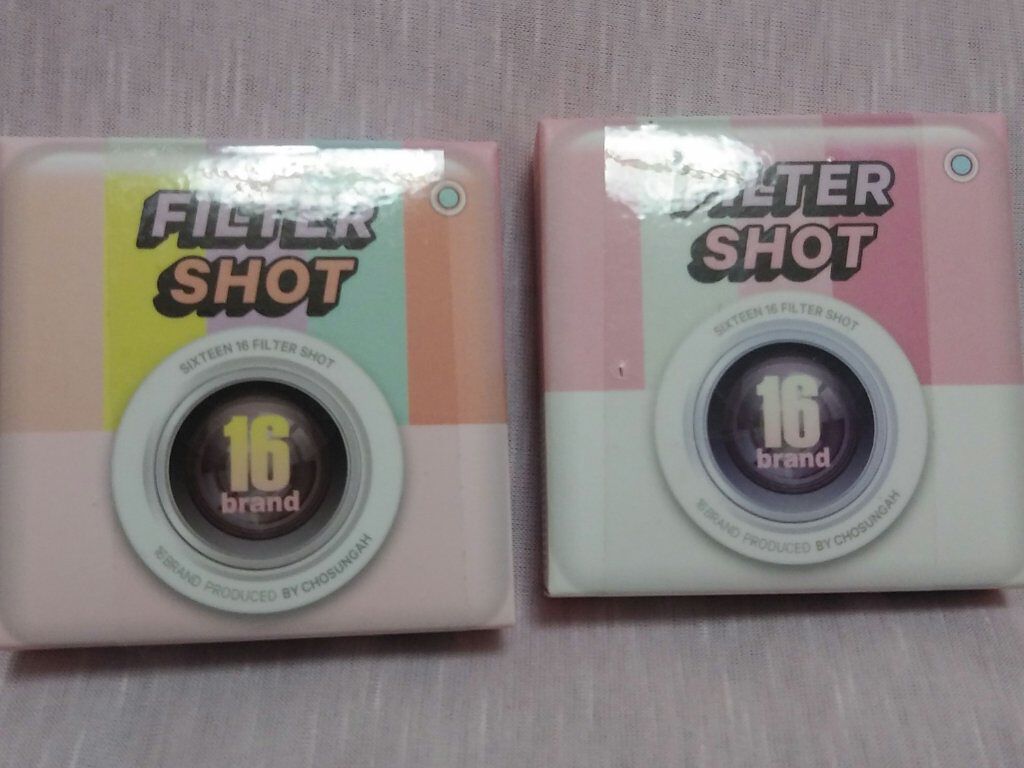 FILTER
SHOT
SIXTEEN 16 FILTER SHOT
16
brand
16BRAND PRODUCED BY CHOSUNGAH
FILTER
SHOT
SIXTEEN 16 FILTER SHOT
16
brand
16BRAND PRODUCED BY CHOSUNGAH